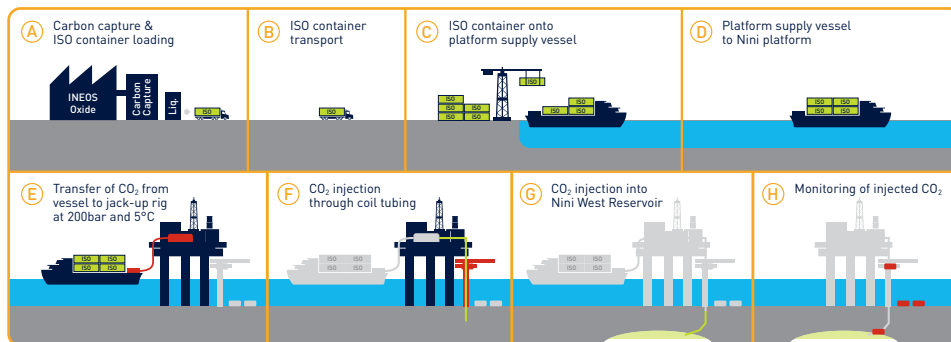 A
Carbon capture &
ISO container loading
INEOS
Oxide
Carbon
Capture
Liq.
ISO
B
ISO container
transport
ISO
C
ISO container onto
platform supply vessel
ISO
ISO
ISO ISO
ISO ISO
ISO
ISO ISO
D
Platform supply vessel
to Nini platform
ISO ISO
ISO ISO
E
Transfer of CO₂ from
vessel to jack-up rig
at 200bar and 5°C
ISO ISO
ISO ISO
F
CO₂ injection
through coil tubing
ISO ISO
ISO ISO
G
CO₂ injection into
Nini West Reservoir
ISO ISO
ISO ISO
H
Monitoring of injected CO₂